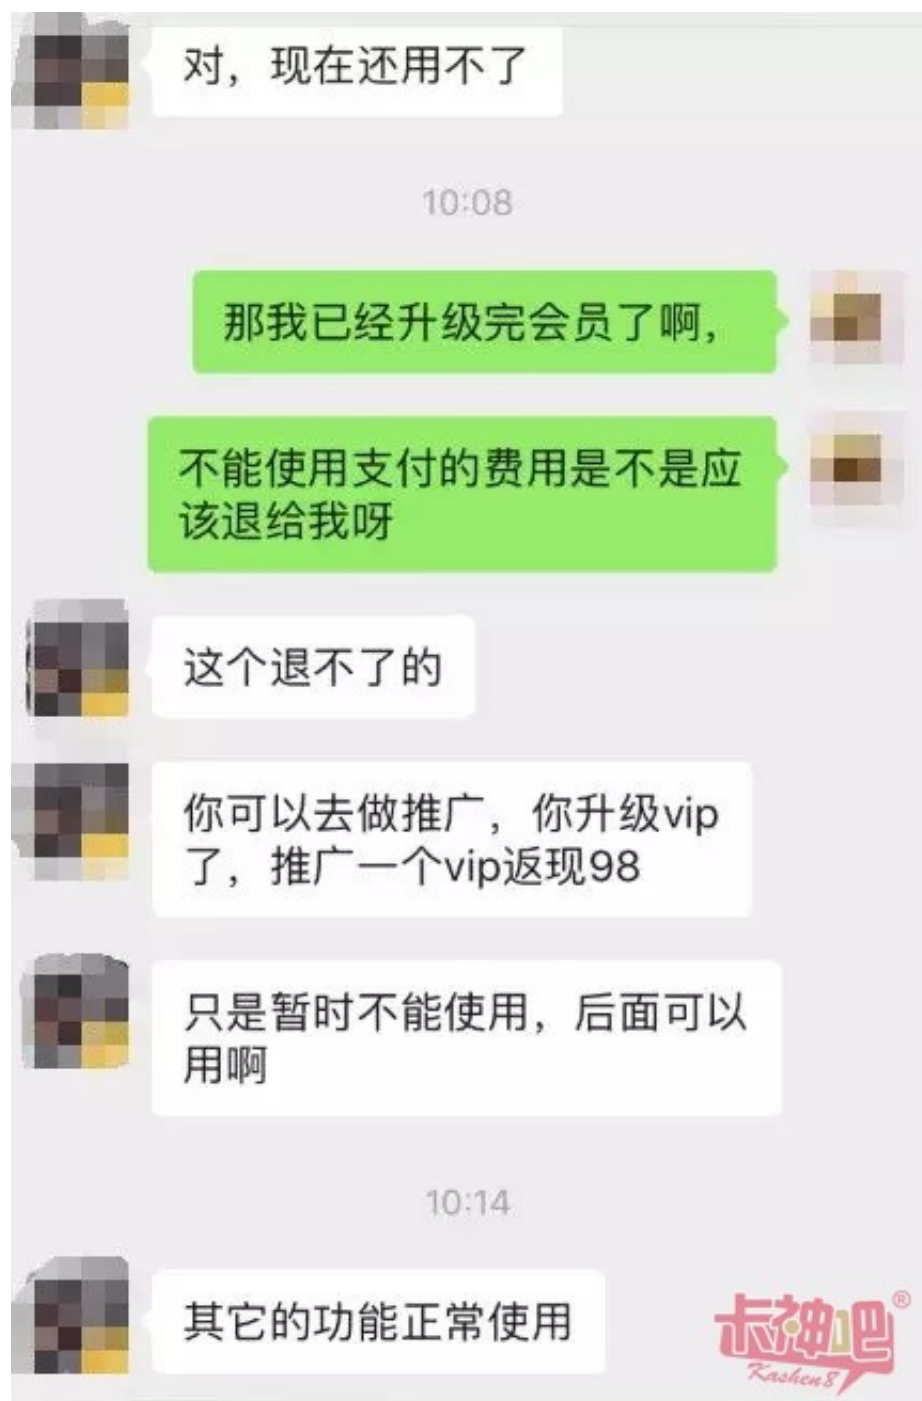 对，现在还用不了
10:08
那我已经升级完会员了啊，
不能使用支付的费用是不是应
该退给我呀
这个退不了的
你可以去做推广，你升级vip
了，推广一个vip返现98
只是暂时不能使用，后面可以
用啊
10:14
其它的功能正常使用
卡神吧®
Kashen8